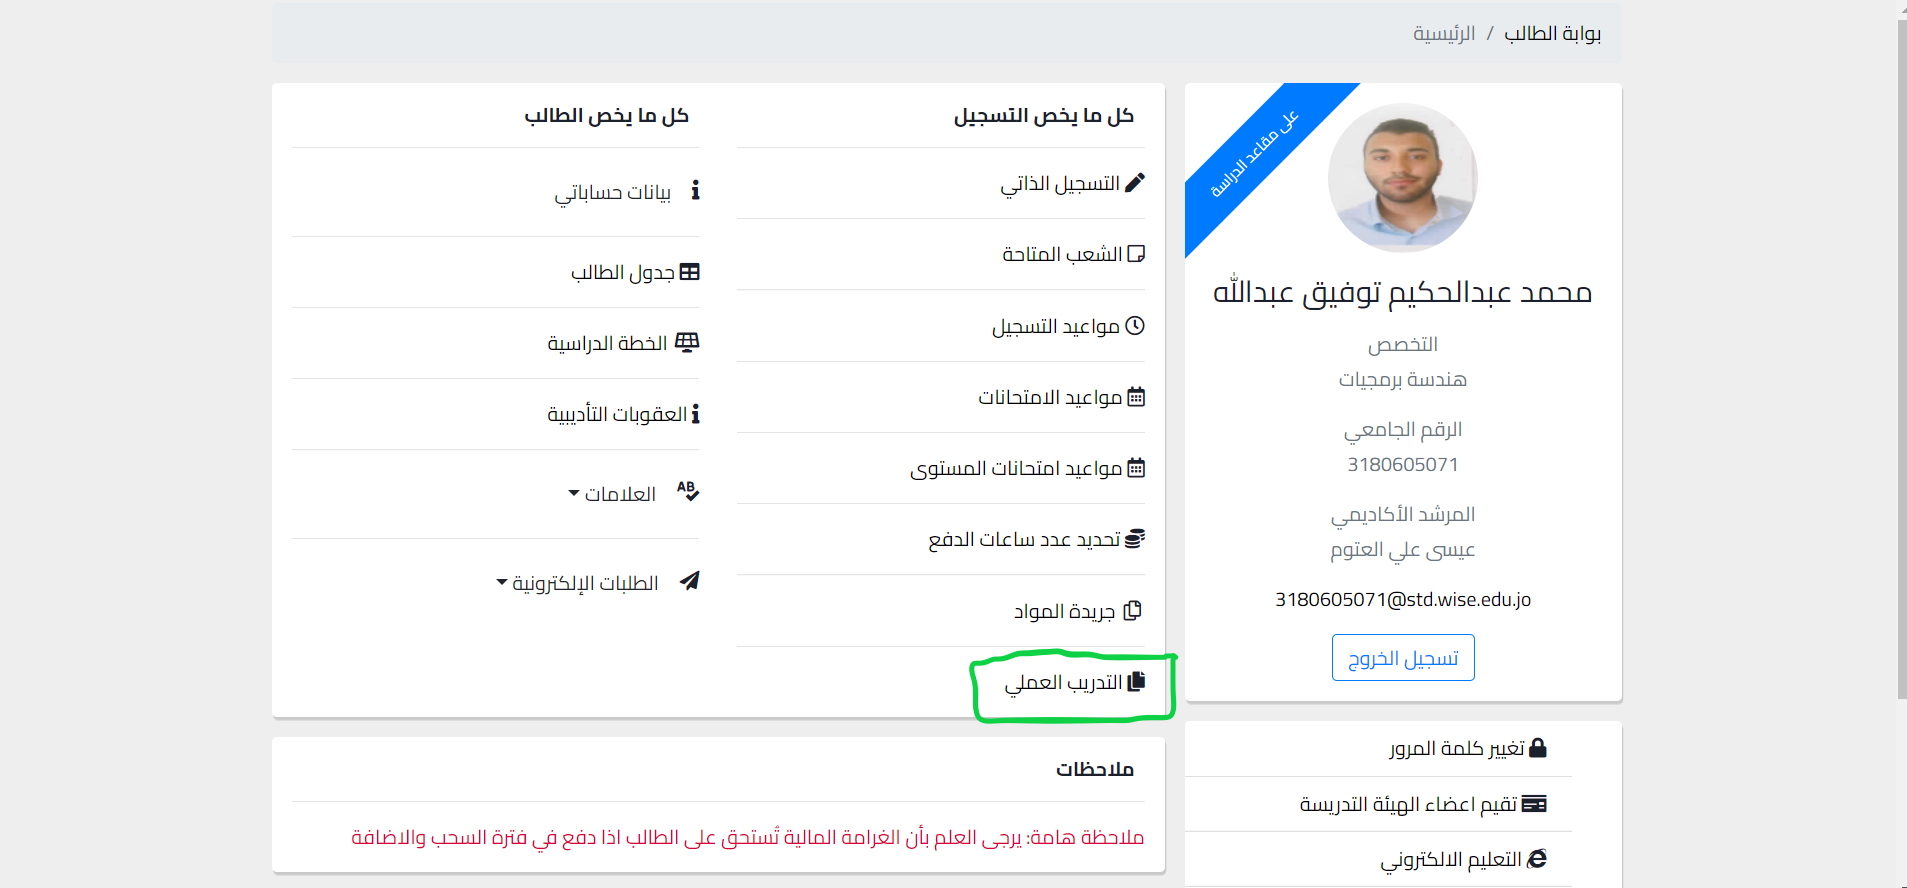 بوابة الطالب / الرئيسية
على مقاعد الدراسة
محمد عبدالحكيم توفيق عبدالله
التخصص
هندسة برمجيات
الرقم الجامعي
3180605071
المرشد الأكاديمي
عيسى علي العتوم
3180605071@std.wise.edu.jo
تسجيل الخروج
تغيير كلمة المرور
تقيم اعضاء الهيئة التدريسة
التعليم الالكتروني
كل ما يخص التسجيل
التسجيل الذاتي
الشعب المتاحة
مواعيد التسجيل
مواعيد الامتحانات
مواعيد امتحانات المستوى
تحديد عدد ساعات الدفع
جريدة المواد
التدريب العملي
كل ما يخص الطالب
بيانات حساباتي
جدول الطالب
الخطة الدراسية
العقوبات التأديبية
العلامات
الطلبات الإلكترونية
ملاحظات
ملاحظة هامة: يرجى العلم بأن الغرامة المالية تُستحق على الطالب اذا دفع في فترة السحب والاضافة